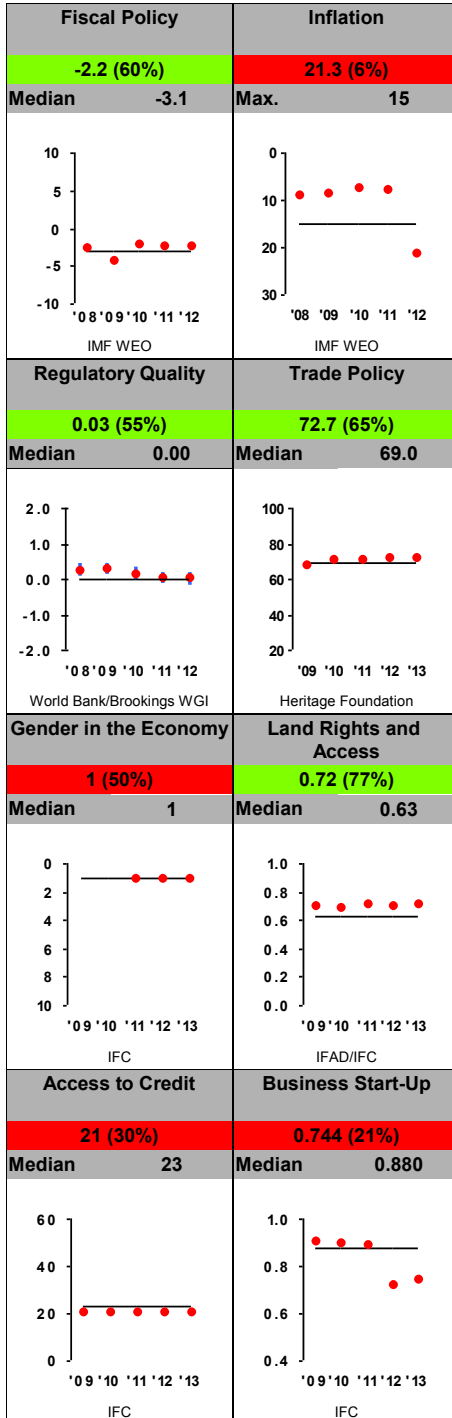 Fiscal Policy
-2.2 (60%)
Median -3.1
10
5
0
-5
-10
'08 '09 '10 '11 '12
IMF WEO
Inflation
21.3 (6%)
Max. 15
0
10
20
30
'08 '09 '10 '11 '12
IMF WEO
Regulatory Quality
0.03 (55%)
Median 0.00
2.0
1.0
0.0
-1.0
-2.0
'08 '09 '10 '11 '12
World Bank/Brookings WGI
Trade Policy
72.7 (65%)
Median 69.0
100
80
60
40
20
'09 '10 '11 '12 '13
Heritage Foundation
Gender in the Economy
1 (50%)
Median 1
0
2
4
6
8
10
'09 '10 '11 '12 '13
IFC
Land Rights and
Access
0.72 (77%)
Median 0.63
1.0
0.8
0.6
0.4
0.2
0.0
'09 '10 '11 '12 '13
IFAD/IFC
Access to Credit
21 (30%)
Median 23
60
40
20
0
'09 '10 '11 '12 '13
IFC
Business Start-Up
0.744 (21%)
Median 0.880
1.0
0.8
0.6
0.4
'09 '10 '11 '12 '13
IFC